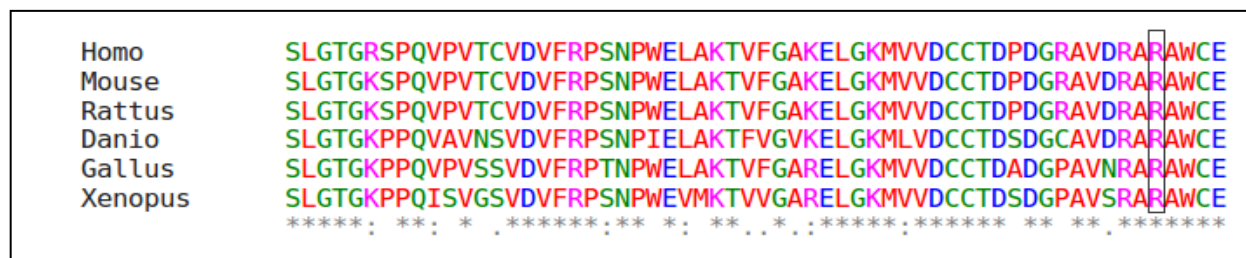 Homo SLGTGRSPQVPVTCVDVFRPSNPWELAKTVFGAKELGKMVVDCCTDPDGRAVDRARAWCE
Mouse SLGTGKSPQVPVTCVDVFRPSNPWELAKTVFGAKELGKMVVDCCTDPDGRAVDRARAWCE
Rattus SLGTGKSPQVPVTCVDVFRPSNPWELAKTVFGAKELGKMVVDCCTDPDGRAVDRARAWCE
Danio SLGTGKPPQVAVNSVDVFRPSNPIELAKTFVGVKELGKMLVDCCTDSDGCAVDRARAWCE
Gallus SLGTGKPPQVPVSSVDVFRPTNPWELAKTVFGARELGKMVVDCCTDADGPAVNRARAWCE
Xenopus SLGTGKPPQISVGSVDVFRPSNPWEVMKTVVGARELGKMVVDCCTDSDGPAVSRARAWCE
*****: **: * .******:** *: **..*.:*****:****** ** **.*******